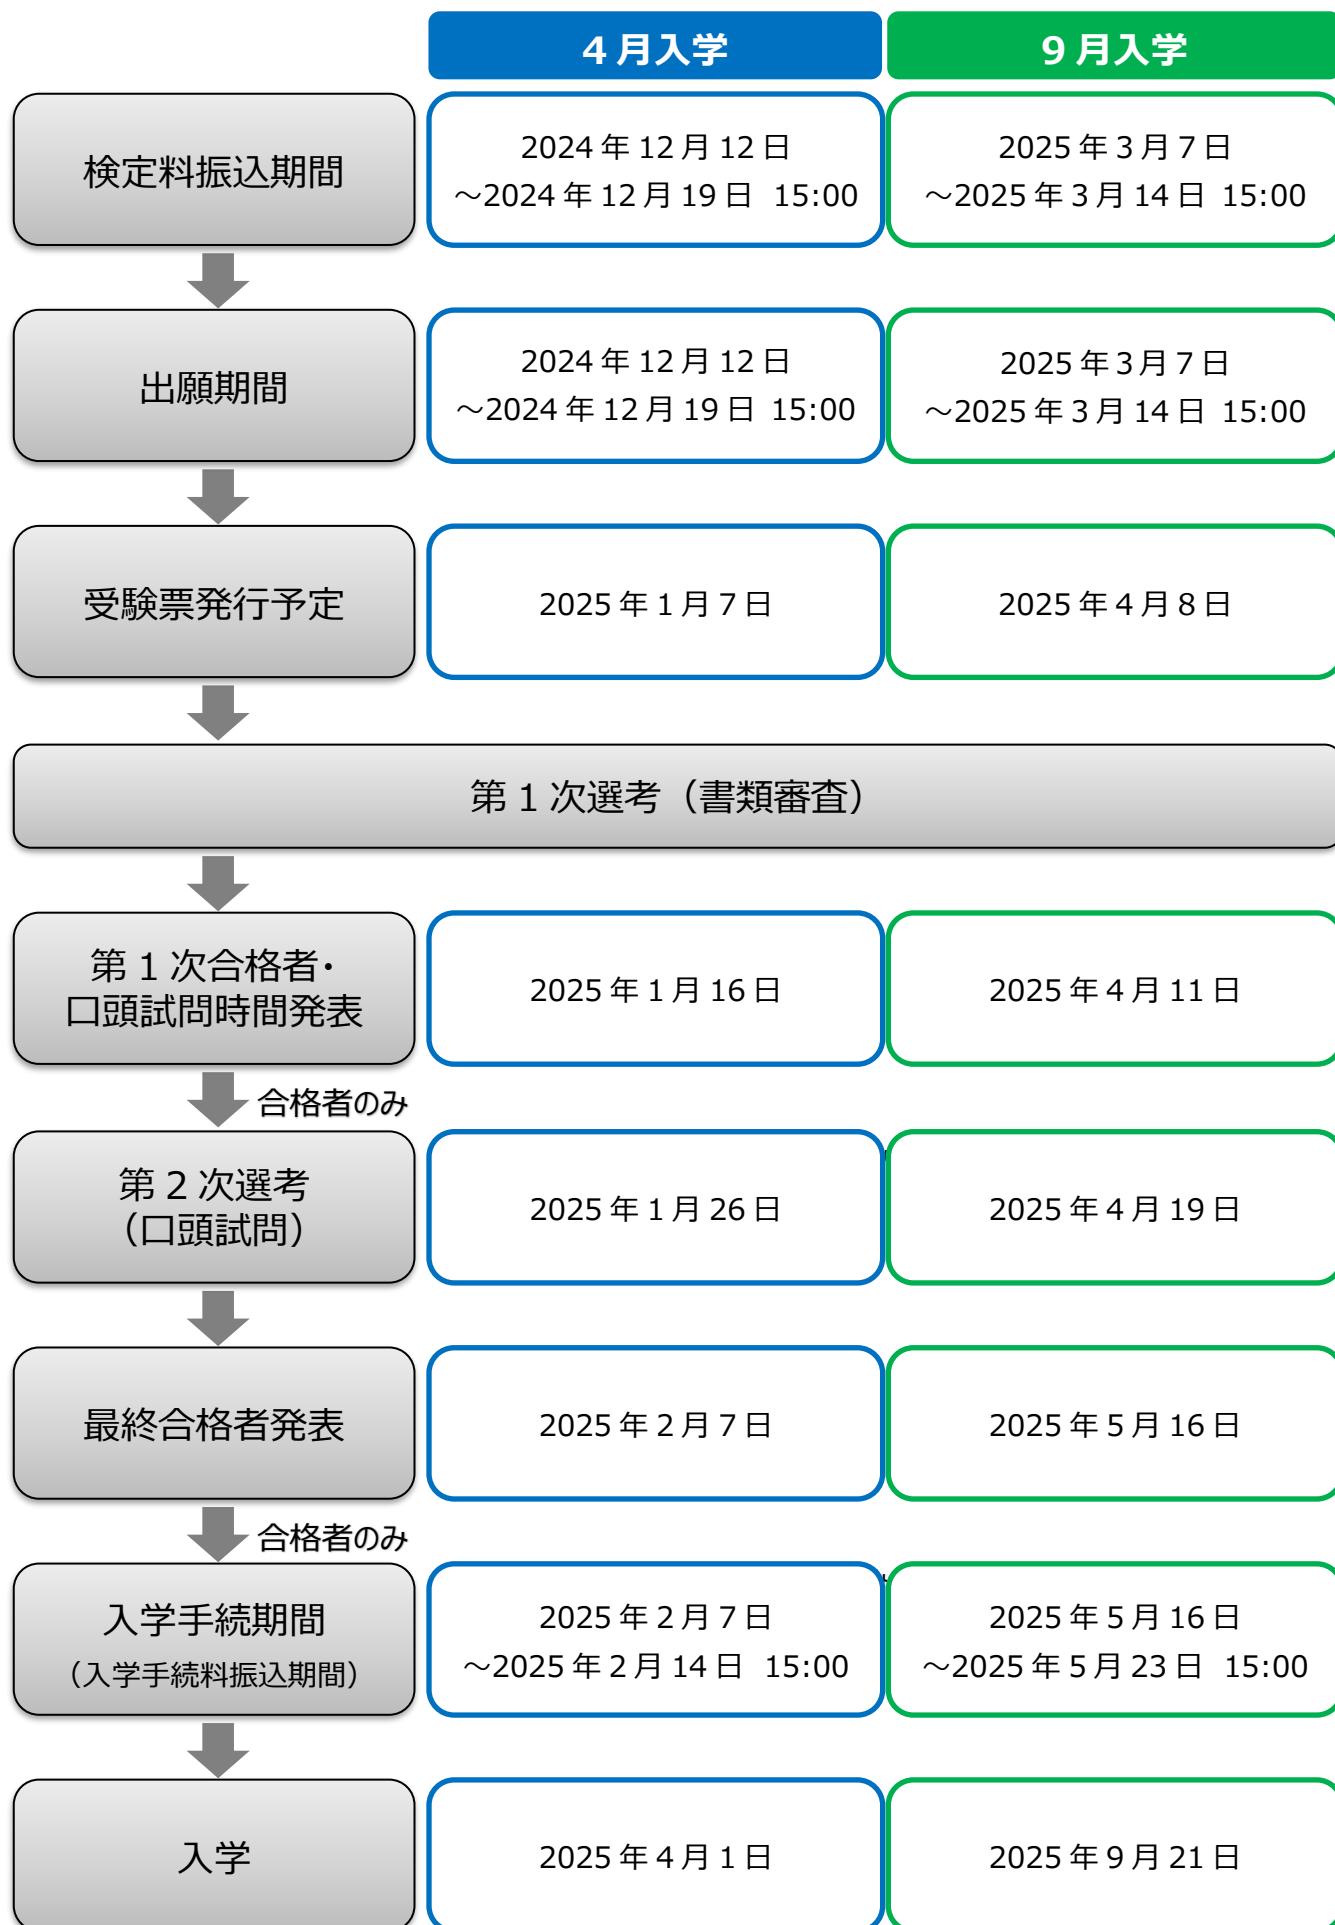 4月入学
9月入学
検定料振込期間
2024年12月12日
～2024年12月19日 15:00
2025年3月7日
～2025年3月14日 15:00
出願期間
2024年12月12日
～2024年12月19日 15:00
2025年3月7日
～2025年3月14日 15:00
受験票発行予定
2025年1月7日
2025年4月8日
第1次選考（書類審査）
第1次合格者・
口頭試問時間発表
2025年1月16日
2025年4月11日
合格者のみ
第2次選考
（口頭試問）
2025年1月26日
2025年4月19日
最終合格者発表
2025年2月7日
2025年5月16日
合格者のみ
入学手続期間
（入学手続料振込期間）
2025年2月7日
～2025年2月14日 15:00
2025年5月16日
～2025年5月23日 15:00
入学
2025年4月1日
2025年9月21日